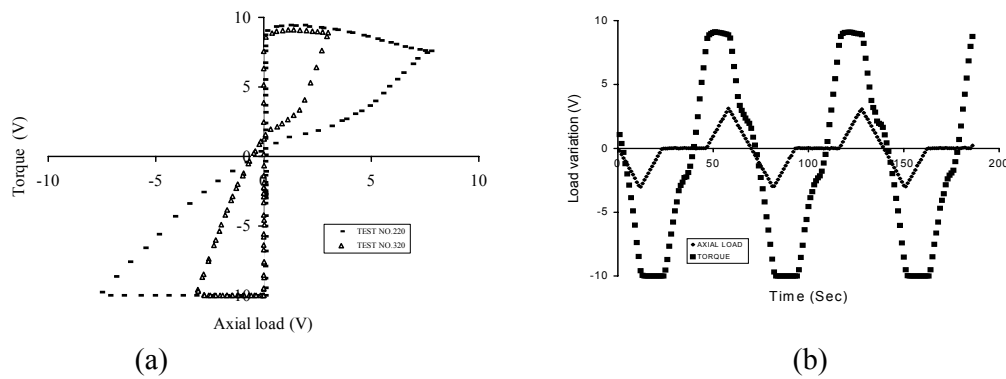 10
5
0
-5
-10
-10
-5
0
5
10
Torque (V)
Axial load (V)
TEST NO.220
TEST NO.320
(a)
10
5
0
-5
-10
0
50
100
150
200
Load variation (V)
Time (Sec)
AXIAL LOAD
TORQUE
(b)